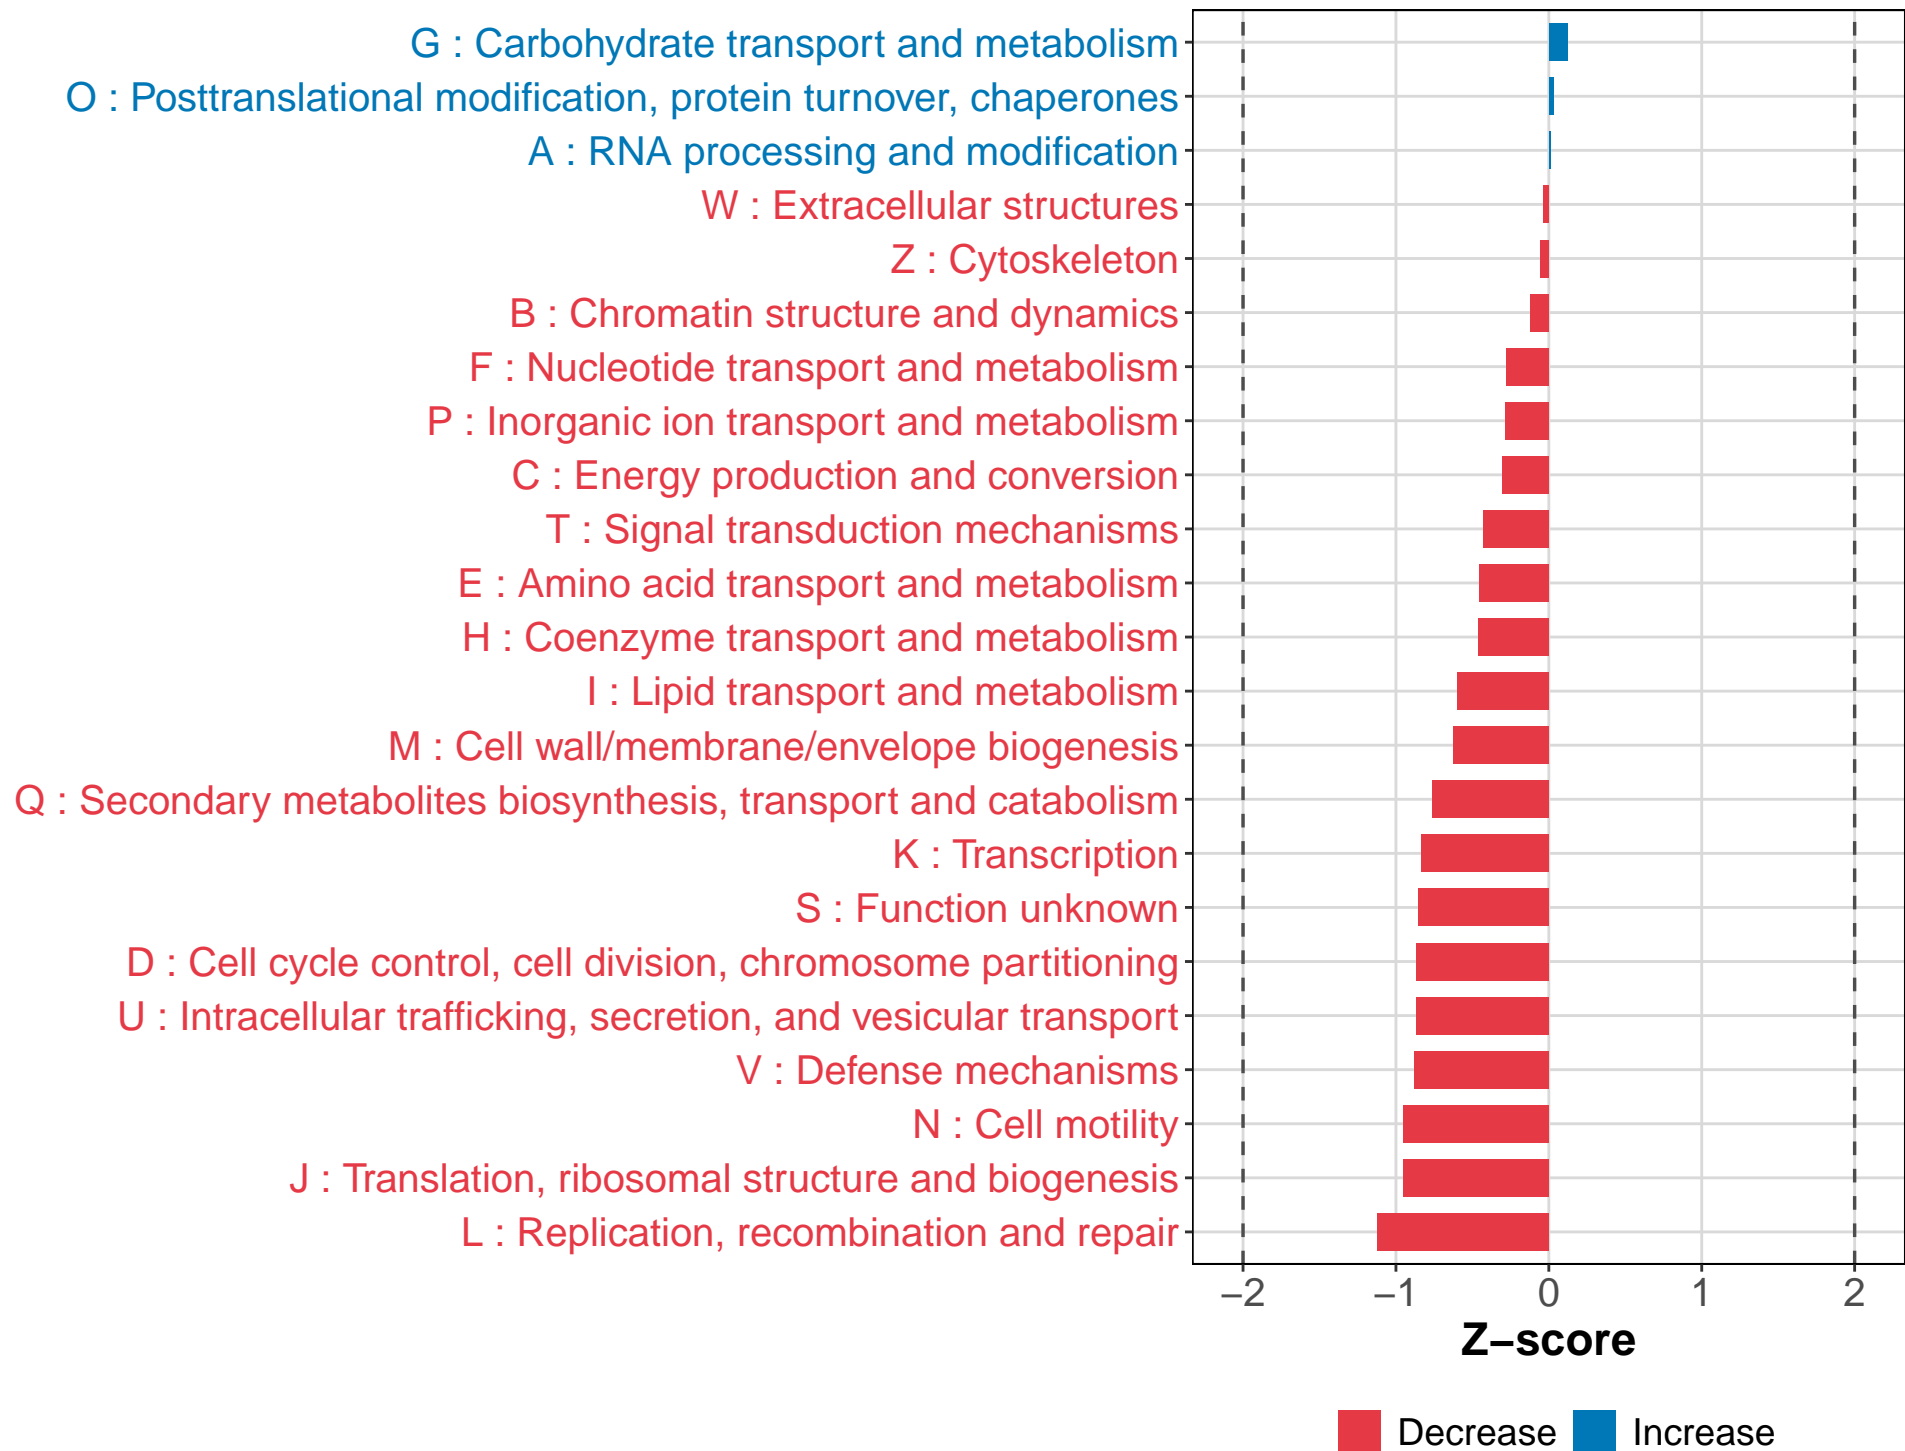 G : Carbohydrate transport and metabolism
O : Posttranslational modification, protein turnover, chaperones
A : RNA processing and modification
W : Extracellular structures
Z : Cytoskeleton
B : Chromatin structure and dynamics
F : Nucleotide transport and metabolism
P : Inorganic ion transport and metabolism
C : Energy production and conversion
T : Signal transduction mechanisms
E : Amino acid transport and metabolism
H : Coenzyme transport and metabolism
I : Lipid transport and metabolism
M : Cell wall/membrane/envelope biogenesis
Q : Secondary metabolites biosynthesis, transport and catabolism
K : Transcription
S : Function unknown
D : Cell cycle control, cell division, chromosome partitioning
U : Intracellular trafficking, secretion, and vesicular transport
V : Defense mechanisms
N : Cell motility
J : Translation, ribosomal structure and biogenesis
L : Replication, recombination and repair
−2 −1 0 1 2
Z−score
Decrease Increase